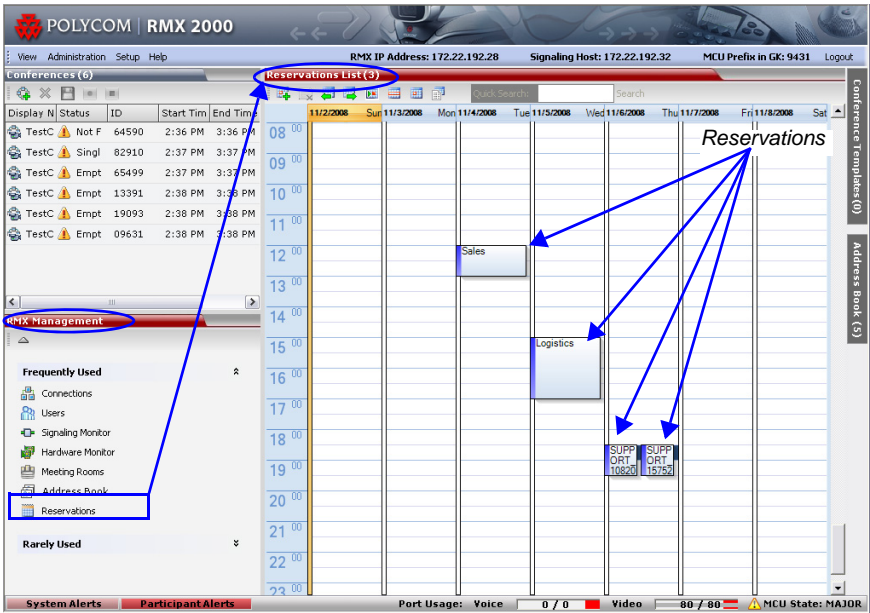 POLYCOM | RMX 2000
View Administration Setup Help RMX IP Address: 172.22.192.28 Signaling Host: 172.22.192.32 MCU Prefix in GK: 9431 Logout
Conferences (6)
Reservations List (3)
Quick Search: Search
Display N Status ID Start Tim End Time
TestC Not F 64590 2:36 PM 3:36 PM
TestC Singl 82910 2:37 PM 3:37 PM
TestC Empt 65499 2:37 PM 3:37 PM
TestC Empt 13391 2:38 PM 3:38 PM
TestC Empt 19093 2:38 PM 3:38 PM
TestC Empt 09631 2:38 PM 3:38 PM
RMX Management
Frequently Used
Connections
Users
Signaling Monitor
Hardware Monitor
Meeting Rooms
Address Book
Reservations
Rarely Used
11/2/2008 Sun 11/3/2008 Mon 11/4/2008 Tue 11/5/2008 Wed 11/6/2008 Thu 11/7/2008 Fri 11/8/2008 Sat
Reservations
08 00
09 00
10 00
11 00
12 00
13 00
14 00
15 00
16 00
17 00
18 00
19 00
20 00
21 00
22 00
23 00
Sales
Logistics
SUPP
ORT_
10820
SUPP
ORT_
15752
Conference Templates (0)
Address Book (5)
System Alerts Participant Alerts Port Usage: Voice 0 / 0 Video 80 / 80 MCU State: MAJOR